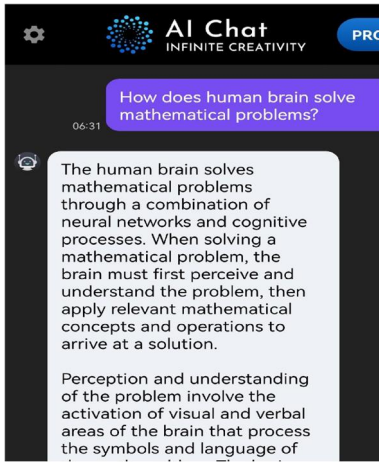 AI Chat
INFINITE CREATIVITY
PRO
How does human brain solve
mathematical problems?
06:31
The human brain solves
mathematical problems
through a combination of
neural networks and cognitive
processes. When solving a
mathematical problem, the
brain must first perceive and
understand the problem, then
apply relevant mathematical
concepts and operations to
arrive at a solution.
Perception and understanding
of the problem involve the
activation of visual and verbal
areas of the brain that process
the symbols and language of